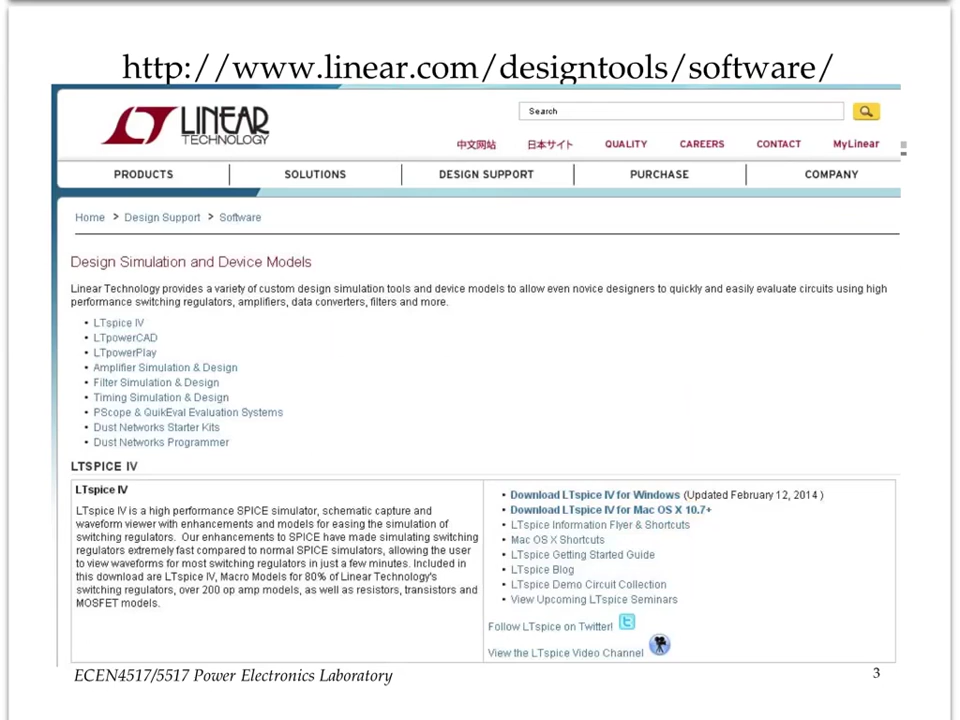 http://www.linear.com/designtools/software/
LINEAR
TECHNOLOGY
Search
中文网站 日本サイト QUALITY CAREERS CONTACT MyLinear
PRODUCTS SOLUTIONS DESIGN SUPPORT PURCHASE COMPANY
Home > Design Support > Software
Design Simulation and Device Models
Linear Technology provides a variety of custom design simulation tools and device models to allow even novice designers to quickly and easily evaluate circuits using high
performance switching regulators, amplifiers, data converters, filters and more.
• LTspice IV
• LTpowerCAD
• LTpowerPlay
• Amplifier Simulation & Design
• Filter Simulation & Design
• Timing Simulation & Design
• PScope & QuikEval Evaluation Systems
• Dust Networks Starter Kits
• Dust Networks Programmer
LTSPICE IV
LTspice IV
LTspice IV is a high performance SPICE simulator, schematic capture and
waveform viewer with enhancements and models for easing the simulation of
switching regulators. Our enhancements to SPICE have made simulating switching
regulators extremely fast compared to normal SPICE simulators, allowing the user
to view waveforms for most switching regulators in just a few minutes. Included in
this download are LTspice IV, Macro Models for 80% of Linear Technology's
switching regulators, over 200 op amp models, as well as resistors, transistors and
MOSFET models.
• Download LTspice IV for Windows (Updated February 12, 2014 )
• Download LTspice IV for Mac OS X 10.7+
• LTspice Information Flyer & Shortcuts
• Mac OS X Shortcuts
• LTspice Getting Started Guide
• LTspice Blog
• LTspice Demo Circuit Collection
• View Upcoming LTspice Seminars
Follow LTspice on Twitter!
View the LTspice Video Channel
ECEN4517/5517 Power Electronics Laboratory
3